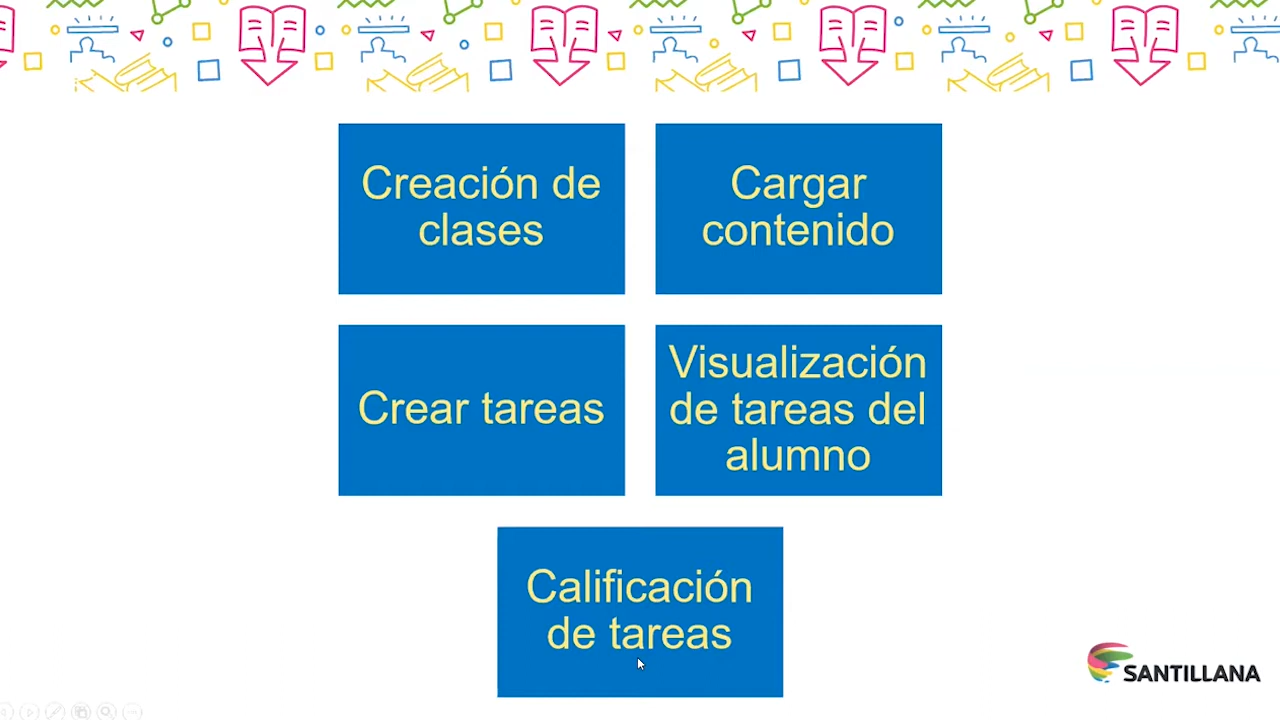 Creación de
clases
Cargar
contenido
Crear tareas
Visualización
de tareas del
alumno
Calificación
de tareas
SANTILLANA